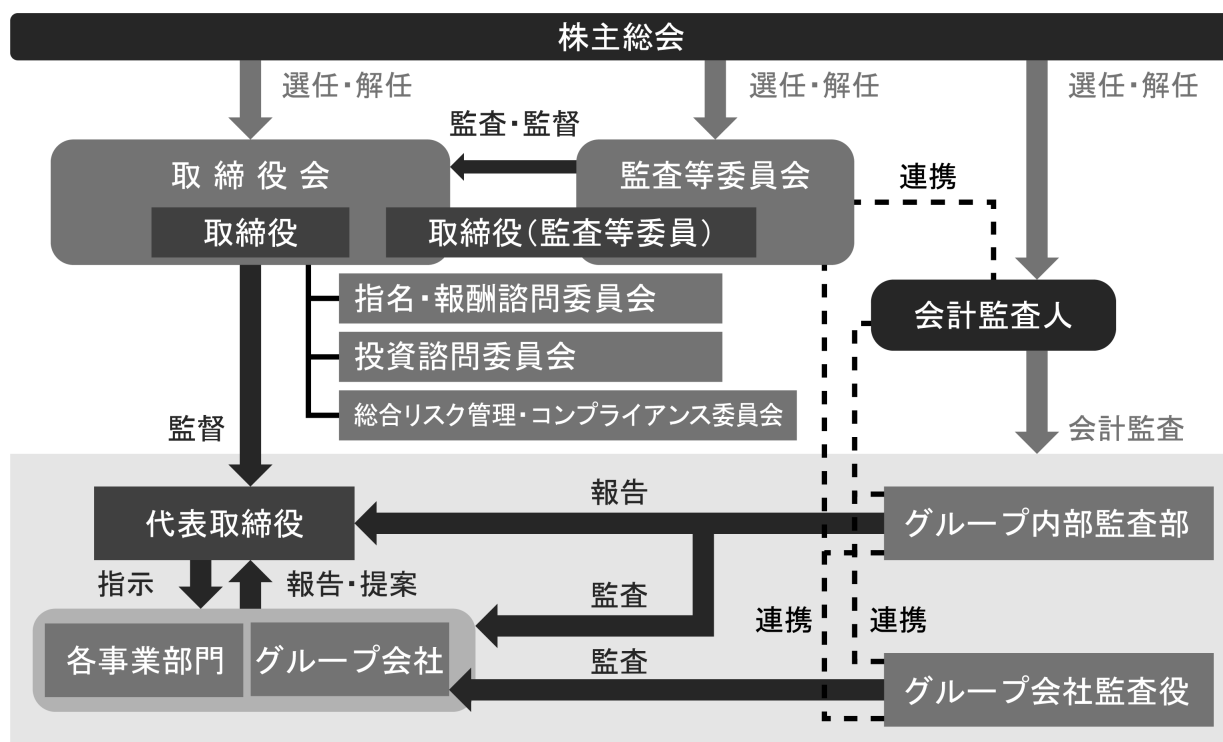 株主総会
選任・解任
選任・解任
選任・解任
監査・監督
取締役会
監査等委員会
連携
取締役
取締役（監査等委員）
指名・報酬諮問委員会
会計監査人
投資諮問委員会
総合リスク管理・コンプライアンス委員会
監督
会計監査
報告
代表取締役
グループ内部監査部
指示
報告・提案
監査
連携
連携
各事業部門
グループ会社
監査
グループ会社監査役